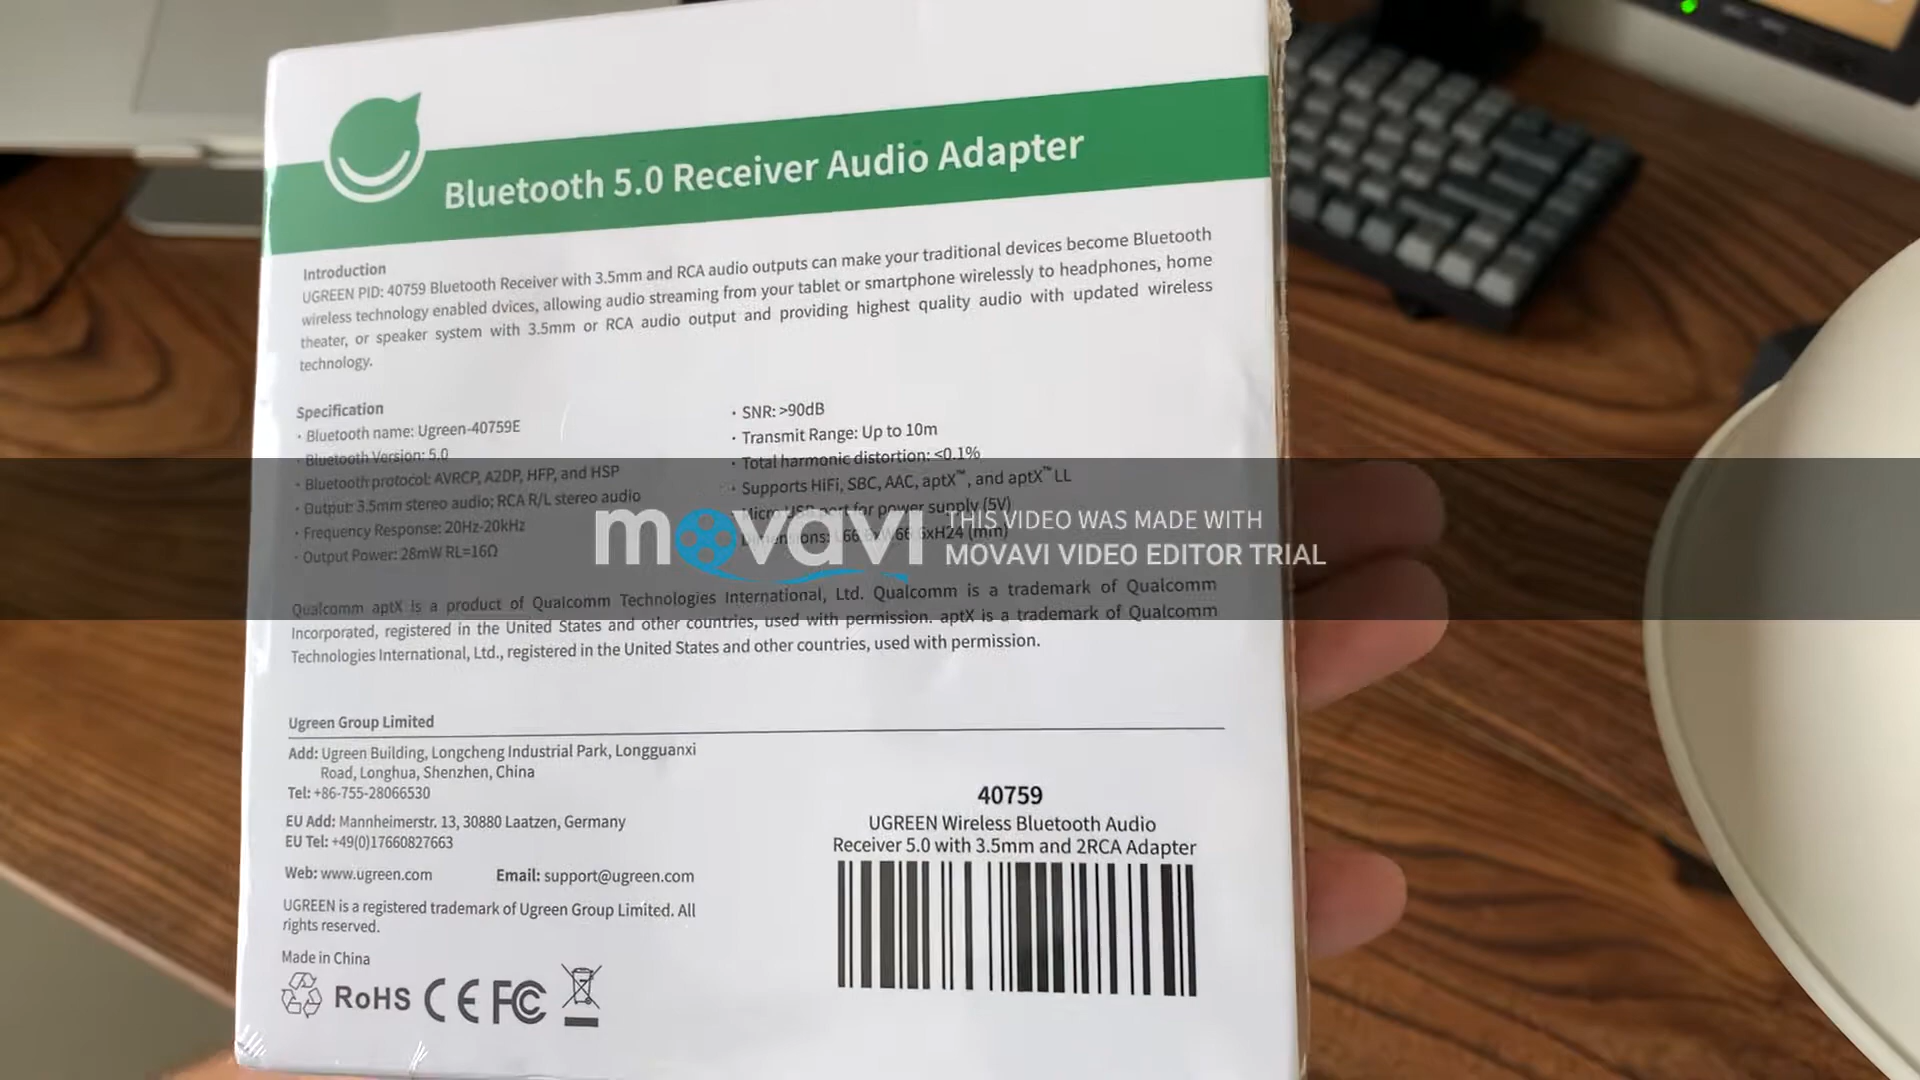 Bluetooth 5.0 Receiver Audio Adapter
Introduction
UGREEN PID: 40759 Bluetooth Receiver with 3.5mm and RCA audio outputs can make your traditional devices become Bluetooth
wireless technology enabled dvices, allowing audio streaming from your tablet or smartphone wirelessly to headphones, home
theater, or speaker system with 3.5mm or RCA audio output and providing highest quality audio with updated wireless
technology.
Specification
· Bluetooth name: Ugreen-40759E
· Bluetooth Version: 5.0
· Bluetooth protocol: AVRCP, A2DP, HFP, and HSP
· Output: 3.5mm stereo audio; RCA R/L stereo audio
· Frequency Response: 20Hz-20kHz
· Output Power: 28mW RL=16Ω
· SNR: >90dB
· Transmit Range: Up to 10m
· Total harmonic distortion: <0.1%
· Supports HiFi, SBC, AAC, aptX™, and aptX™ LL
· Micro USB port for power supply (5V)
(mm)
movavi
THIS VIDEO WAS MADE WITH
MOVAVI VIDEO EDITOR TRIAL
Qualcomm aptX is a product of Qualcomm Technologies International, Ltd. Qualcomm is a trademark of Qualcomm
Incorporated, registered in the United States and other countries, used with permission. aptX is a trademark of Qualcomm
Technologies International, Ltd., registered in the United States and other countries, used with permission.
Ugreen Group Limited
Add: Ugreen Building, Longcheng Industrial Park, Longguanxi
Road, Longhua, Shenzhen, China
Tel: +86-755-28066530
EU Add: Mannheimerstr. 13, 30880 Laatzen, Germany
EU Tel: +49(0)17660827663
Web: www.ugreen.com Email: support@ugreen.com
UGREEN is a registered trademark of Ugreen Group Limited. All
rights reserved.
Made in China
RoHS CE FC
40759
UGREEN Wireless Bluetooth Audio
Receiver 5.0 with 3.5mm and 2RCA Adapter